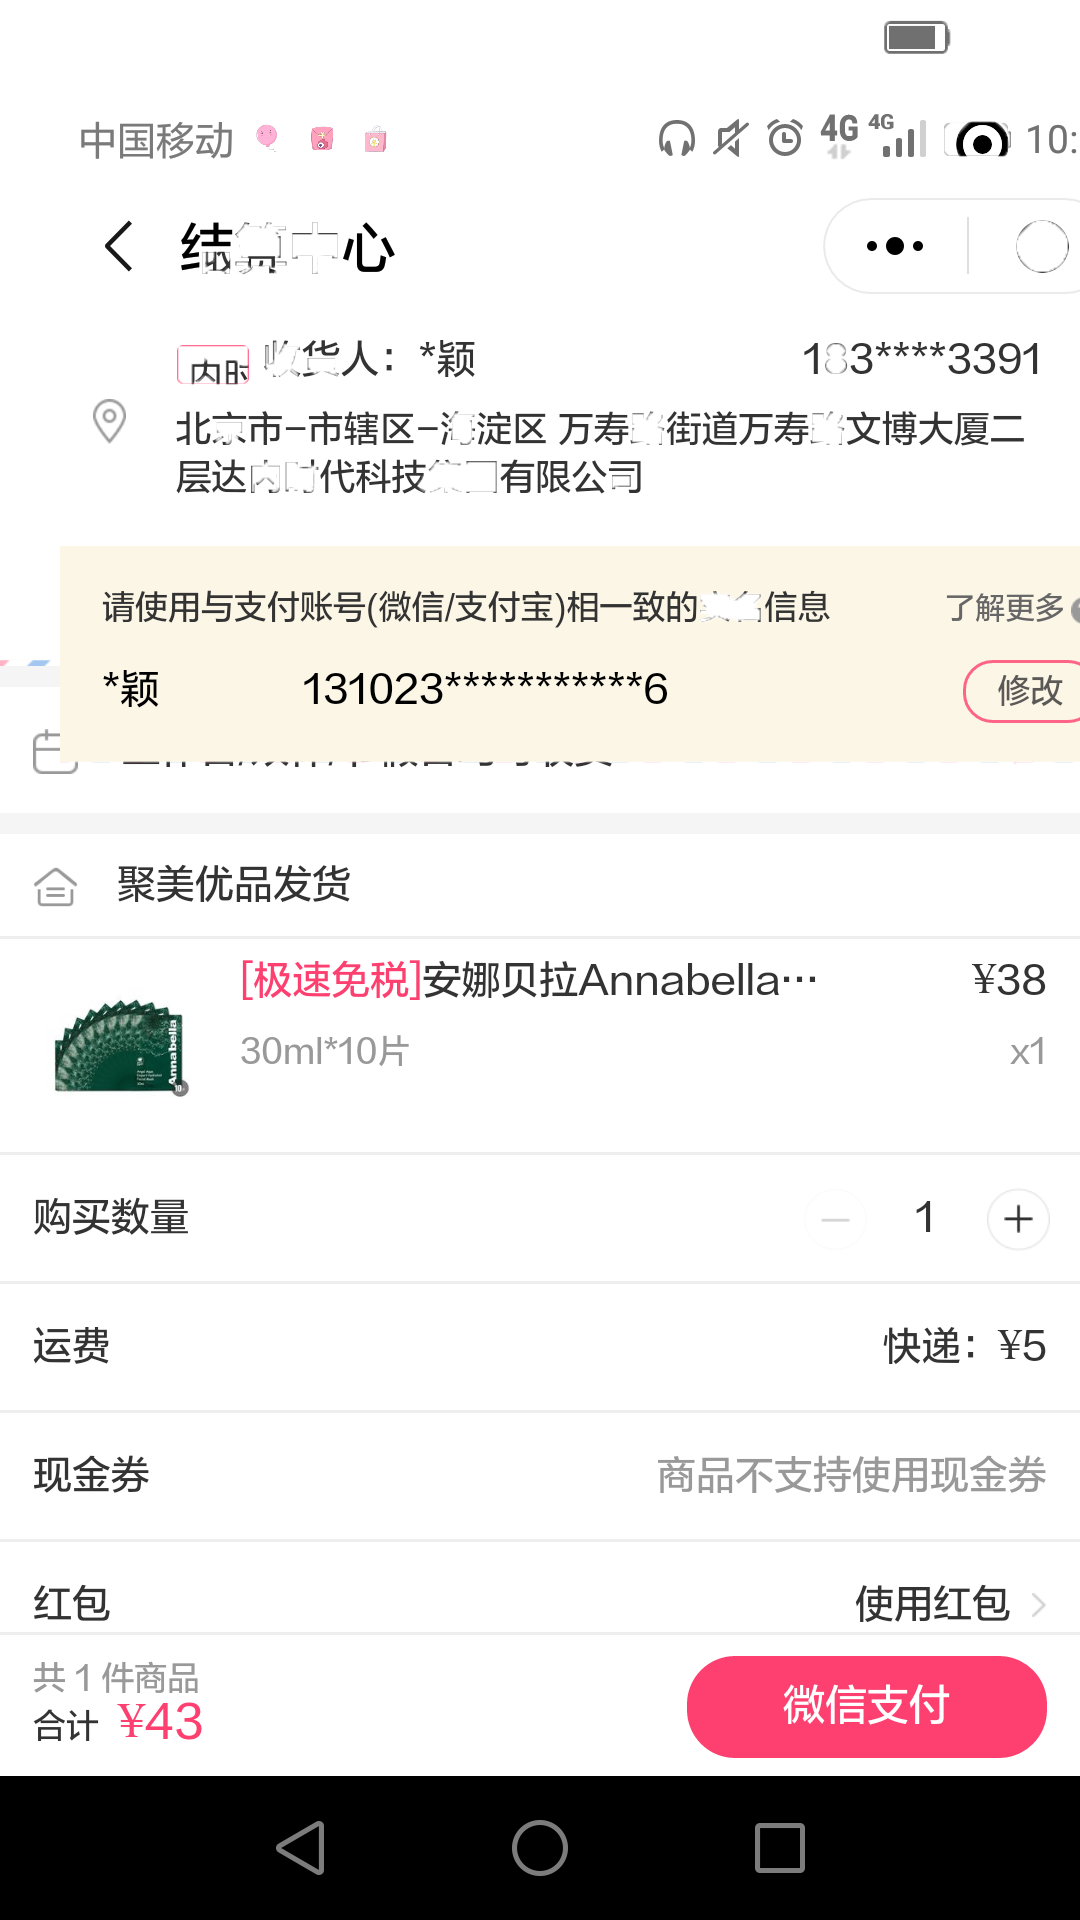 中国移动
4G 4G
10:
结算中心
收货人：*颖
183****3391
北京市-市辖区-海淀区 万寿路街道万寿路文博大厦二
层达内时代科技集团有限公司
请使用与支付账号(微信/支付宝)相一致的实名信息
了解更多
*颖
131023***********6
修改
聚美优品发货
[极速免税]安娜贝拉Annabella…
¥38
30ml*10片
x1
Annabella
购买数量
1
运费
快递：¥5
现金券
商品不支持使用现金券
红包
使用红包
共 1 件商品
合计 ¥43
微信支付